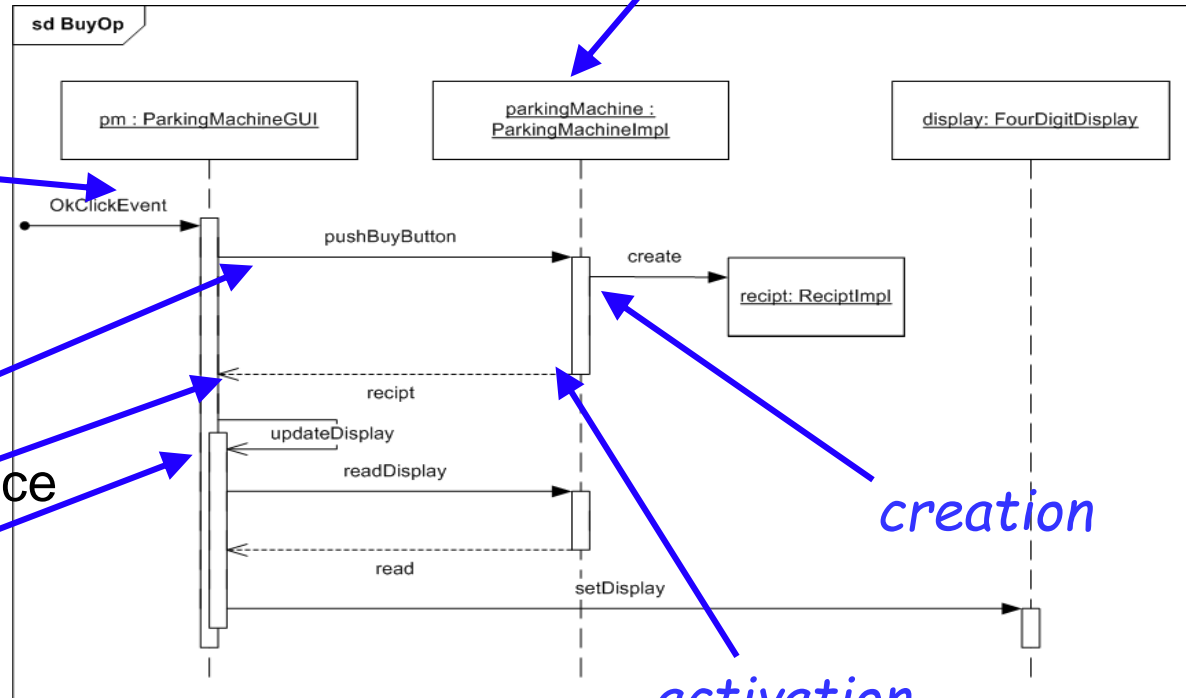 sd BuyOp
pm : ParkingMachineGUI
parkingMachine :
ParkingMachineImpl
display: FourDigitDisplay
OkClickEvent
pushBuyButton
create
recipt: ReciptImpl
recipt
updateDisplay
readDisplay
ce
creation
read
setDisplay
activation